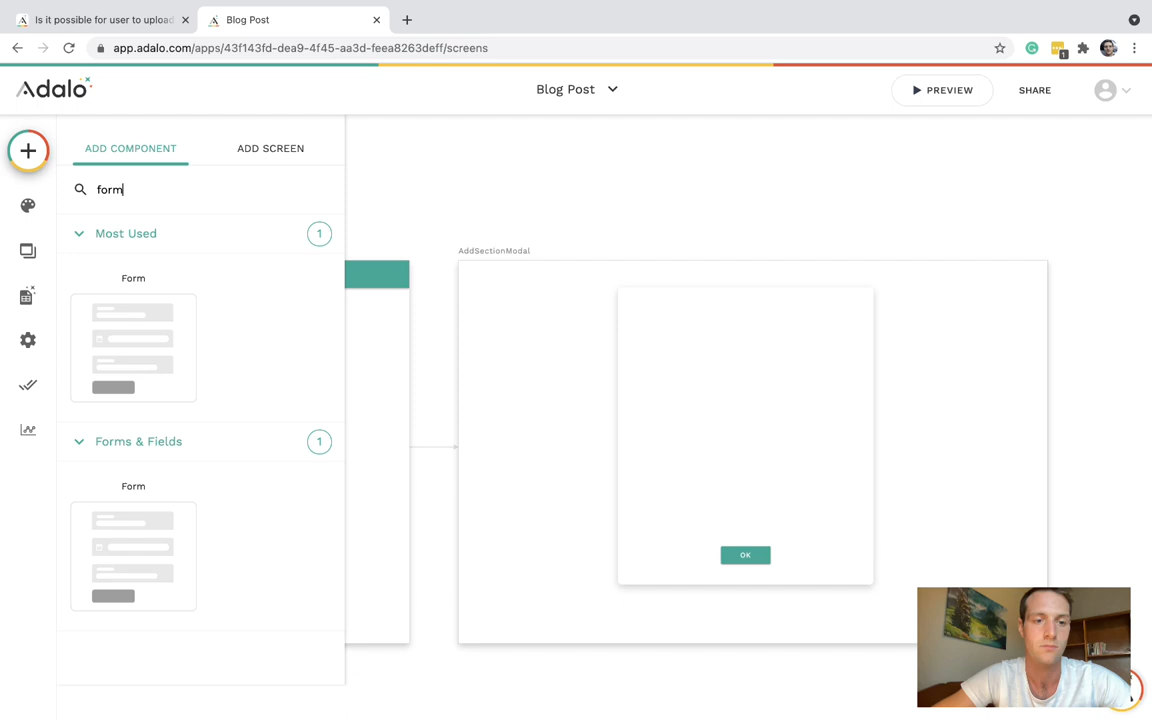 Is it possible for user to upload
Blog Post
app.adalo.com/apps/43f143fd-dea9-4f45-aa3d-feea8263deff/screens
1
Adalo
Blog Post
PREVIEW
SHARE
ADD COMPONENT
ADD SCREEN
form
Most Used
1
Form
Forms & Fields
1
Form
AddSectionModal
OK